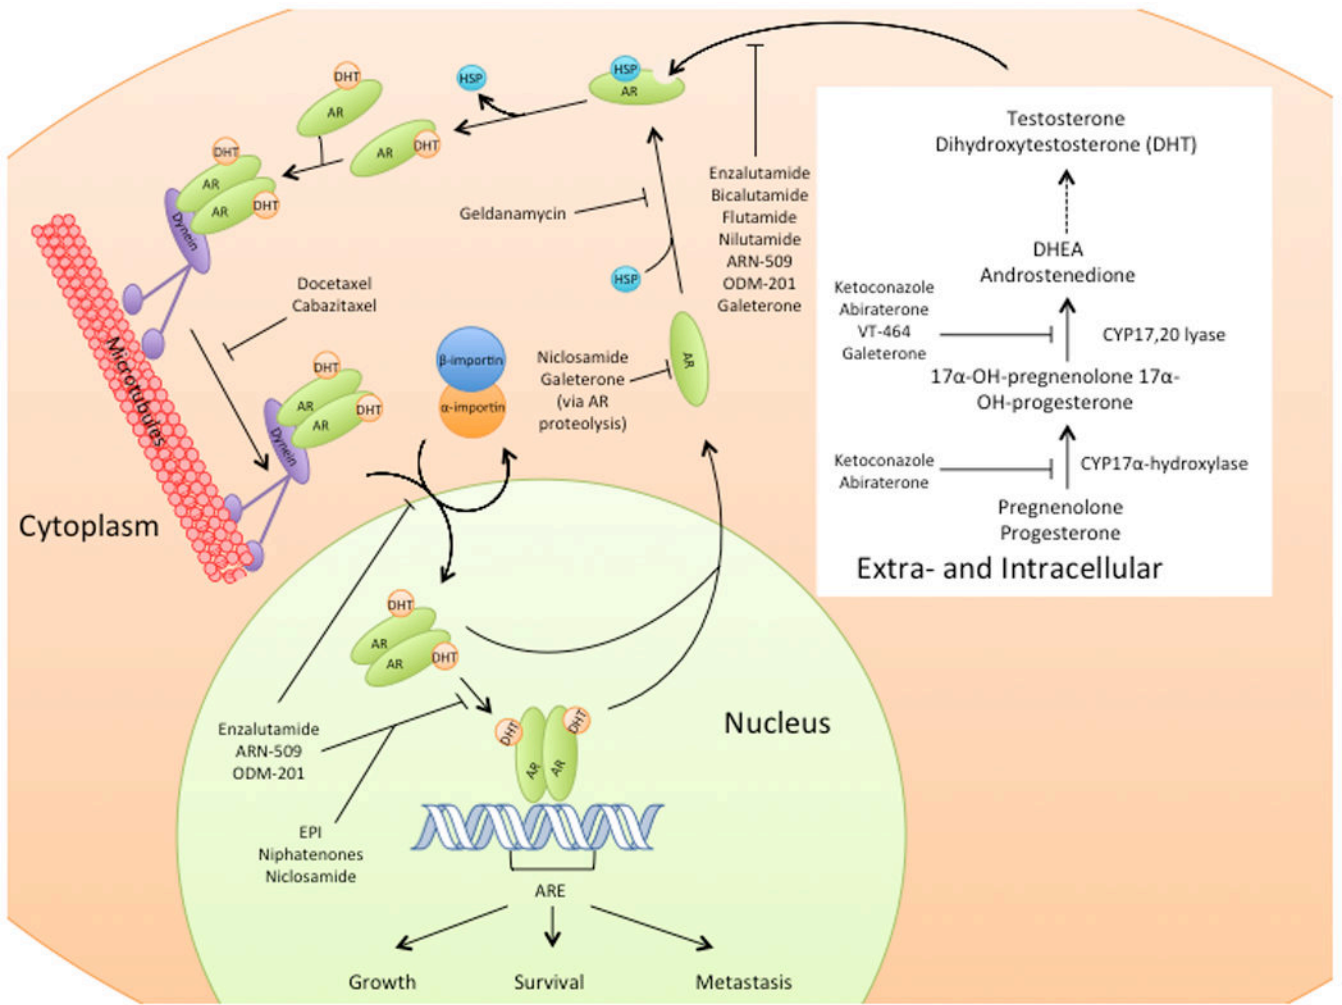 DHT
HSP
HSP
AR
AR
AR
DHT
DHT
AR
AR
DHT
Dynein
Geldanamycin
HSP
Enzalutamide
Bicalutamide
Flutamide
Nilutamide
ARN-509
ODM-201
Galeterone
Docetaxel
Cabazitaxel
Microtubules
β-importin
α-importin
Niclosamide
Galeterone
(via AR
proteolysis)
AR
DHT
AR
DHT
AR
Dynein
Cytoplasm
Testosterone
Dihydroxytestosterone (DHT)
DHEA
Androstenedione
Ketoconazole
Abiraterone
VT-464
Galeterone
CYP17,20 lyase
17α-OH-pregnenolone 17α-
OH-progesterone
Ketoconazole
Abiraterone
CYP17α-hydroxylase
Pregnenolone
Progesterone
Extra- and Intracellular
DHT
AR
AR
DHT
Enzalutamide
ARN-509
ODM-201
DHT
DHT
AR
AR
Nucleus
EPI
Niphatenones
Niclosamide
ARE
Growth
Survival
Metastasis